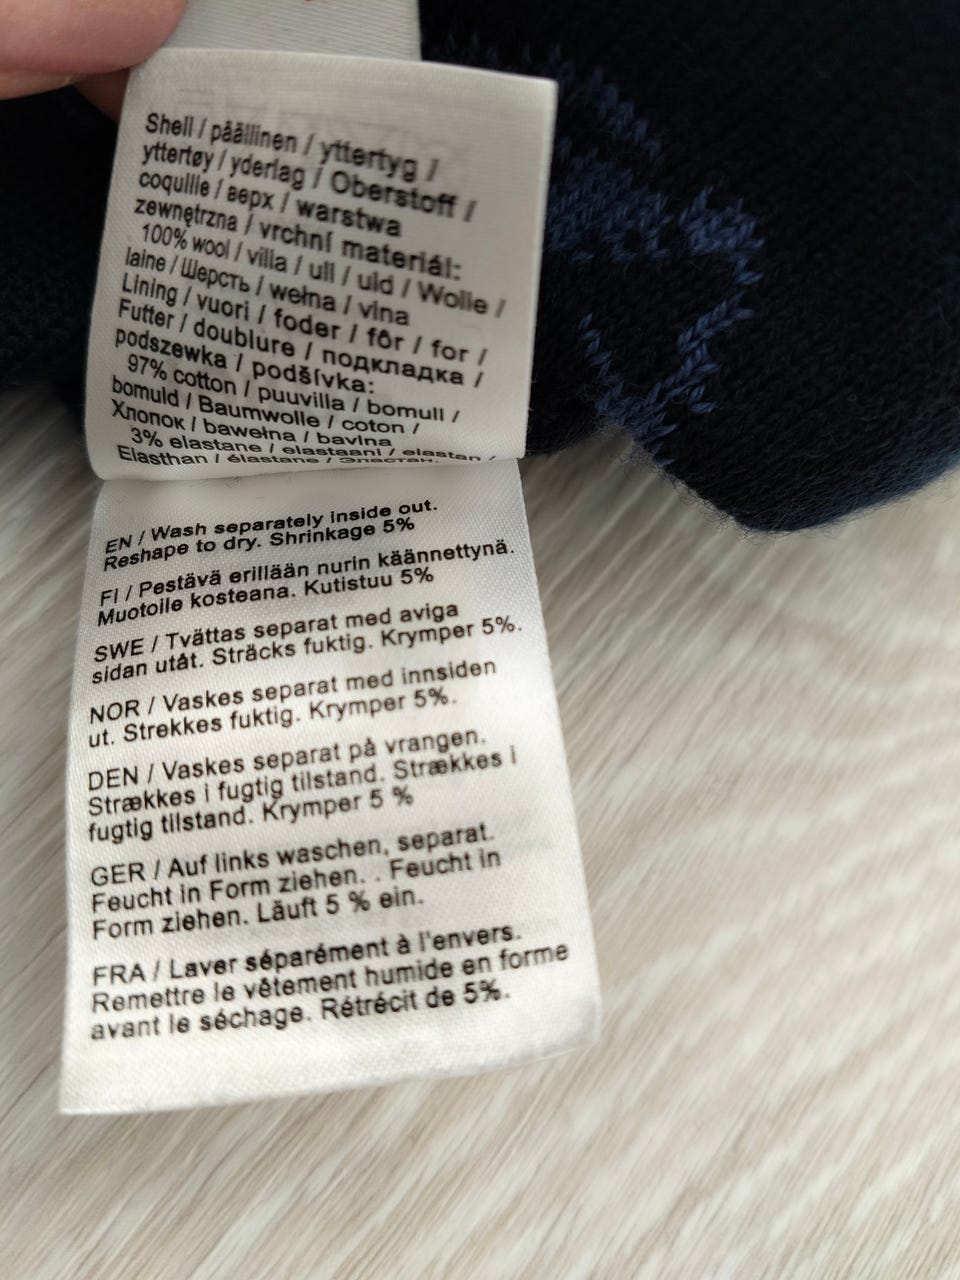 Shell / päällinen / yttertyg /
yttertøy / yderlag / Oberstoff /
coquille / верх / warstwa
zewnętrzna / vrchní materiál:
100% wool / villa / ull / uld / Wolle /
laine / Шерсть / wełna / vlna
Lining / vuori / foder / fôr / for /
Futter / doublure / подкладка /
podszewka / podšívka:
97% cotton / puuvilla / bomull /
bomuld / Baumwolle / coton /
Хлопок / bawełna / bavlna
3% elastane / elastaani / elastan /
Elasthan / élastane / Эластан.
EN / Wash separately inside out.
Reshape to dry. Shrinkage 5%
FI / Pestävä erillään nurin käännettynä.
Muotoile kosteana. Kutistuu 5%
SWE / Tvättas separat med aviga
sidan utåt. Sträcks fuktig. Krymper 5%.
NOR / Vaskes separat med innsiden
ut. Strekkes fuktig. Krymper 5%.
DEN / Vaskes separat på vrangen.
Strækkes i fugtig tilstand. Strækkes i
fugtig tilstand. Krymper 5 %
GER / Auf links waschen, separat.
Feucht in Form ziehen. . Feucht in
Form ziehen. Läuft 5 % ein.
FRA / Laver séparément à l'envers.
Remettre le vêtement humide en forme
avant le séchage. Rétrécit de 5%.